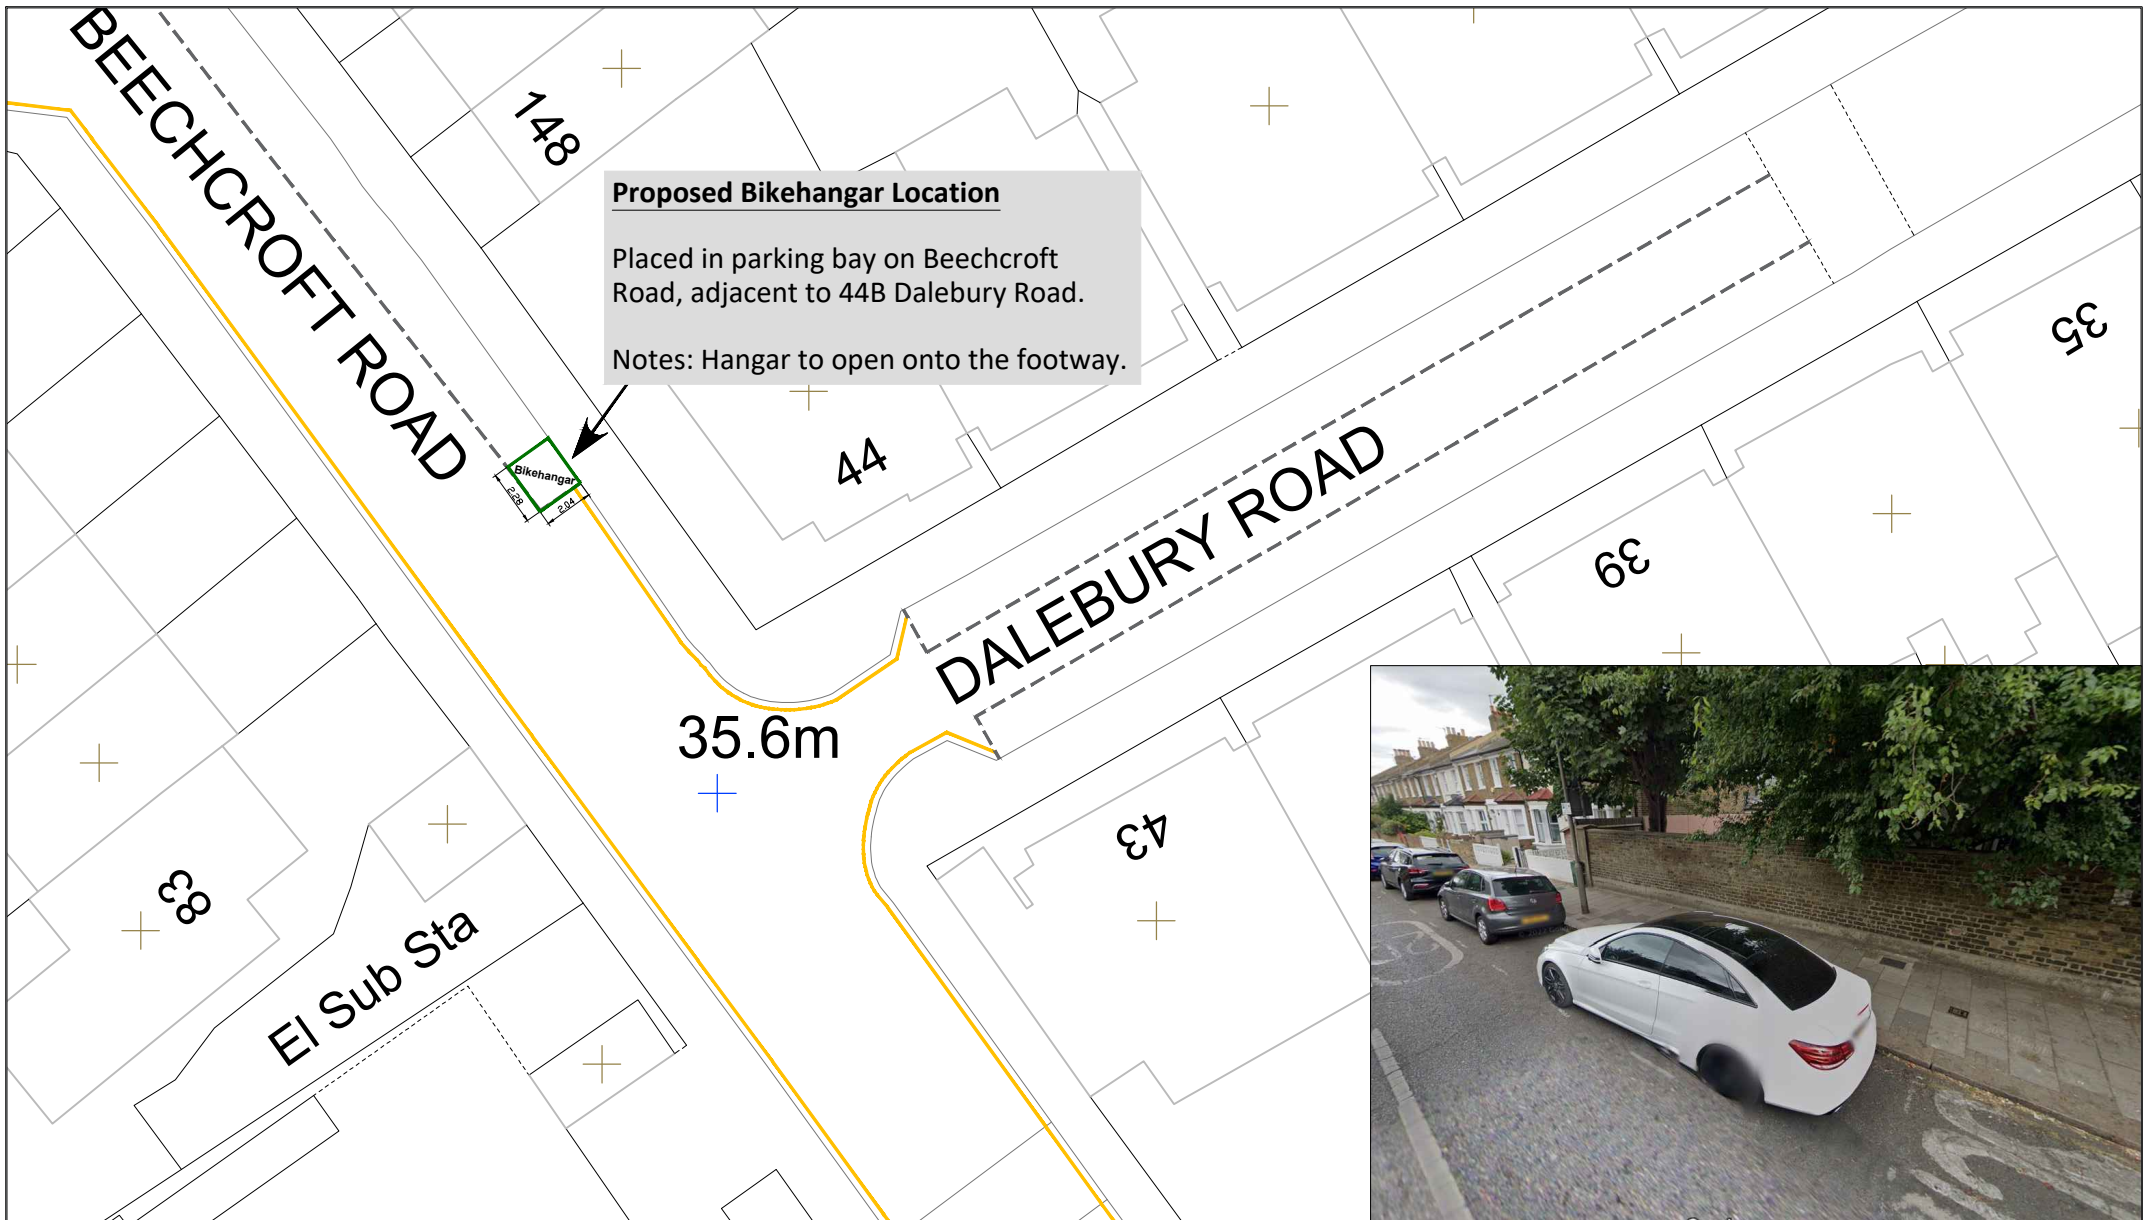 BEECHCROFT ROAD
148
Proposed Bikehangar Location
Placed in parking bay on Beechcroft
Road, adjacent to 44B Dalebury Road.
Notes: Hangar to open onto the footway.
Bikehangar
2.28
2.04
44
DALEBURY ROAD
35
39
35.6m
43
83
El Sub Sta